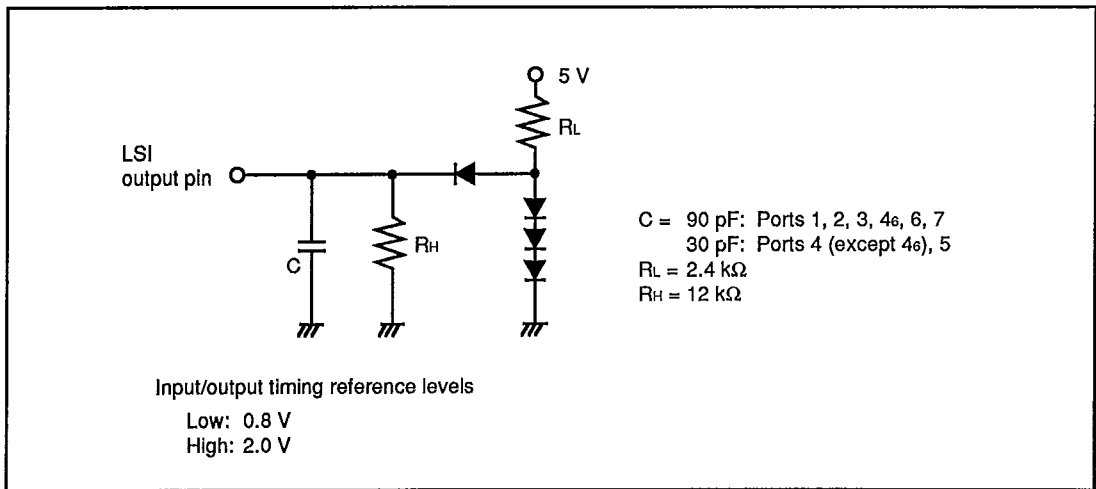 5 V
RL
LSI
output pin
C
RH
C = 90 pF: Ports 1, 2, 3, 46, 6, 7
30 pF: Ports 4 (except 46), 5
RL = 2.4 kΩ
RH = 12 kΩ
Input/output timing reference levels
Low: 0.8 V
High: 2.0 V